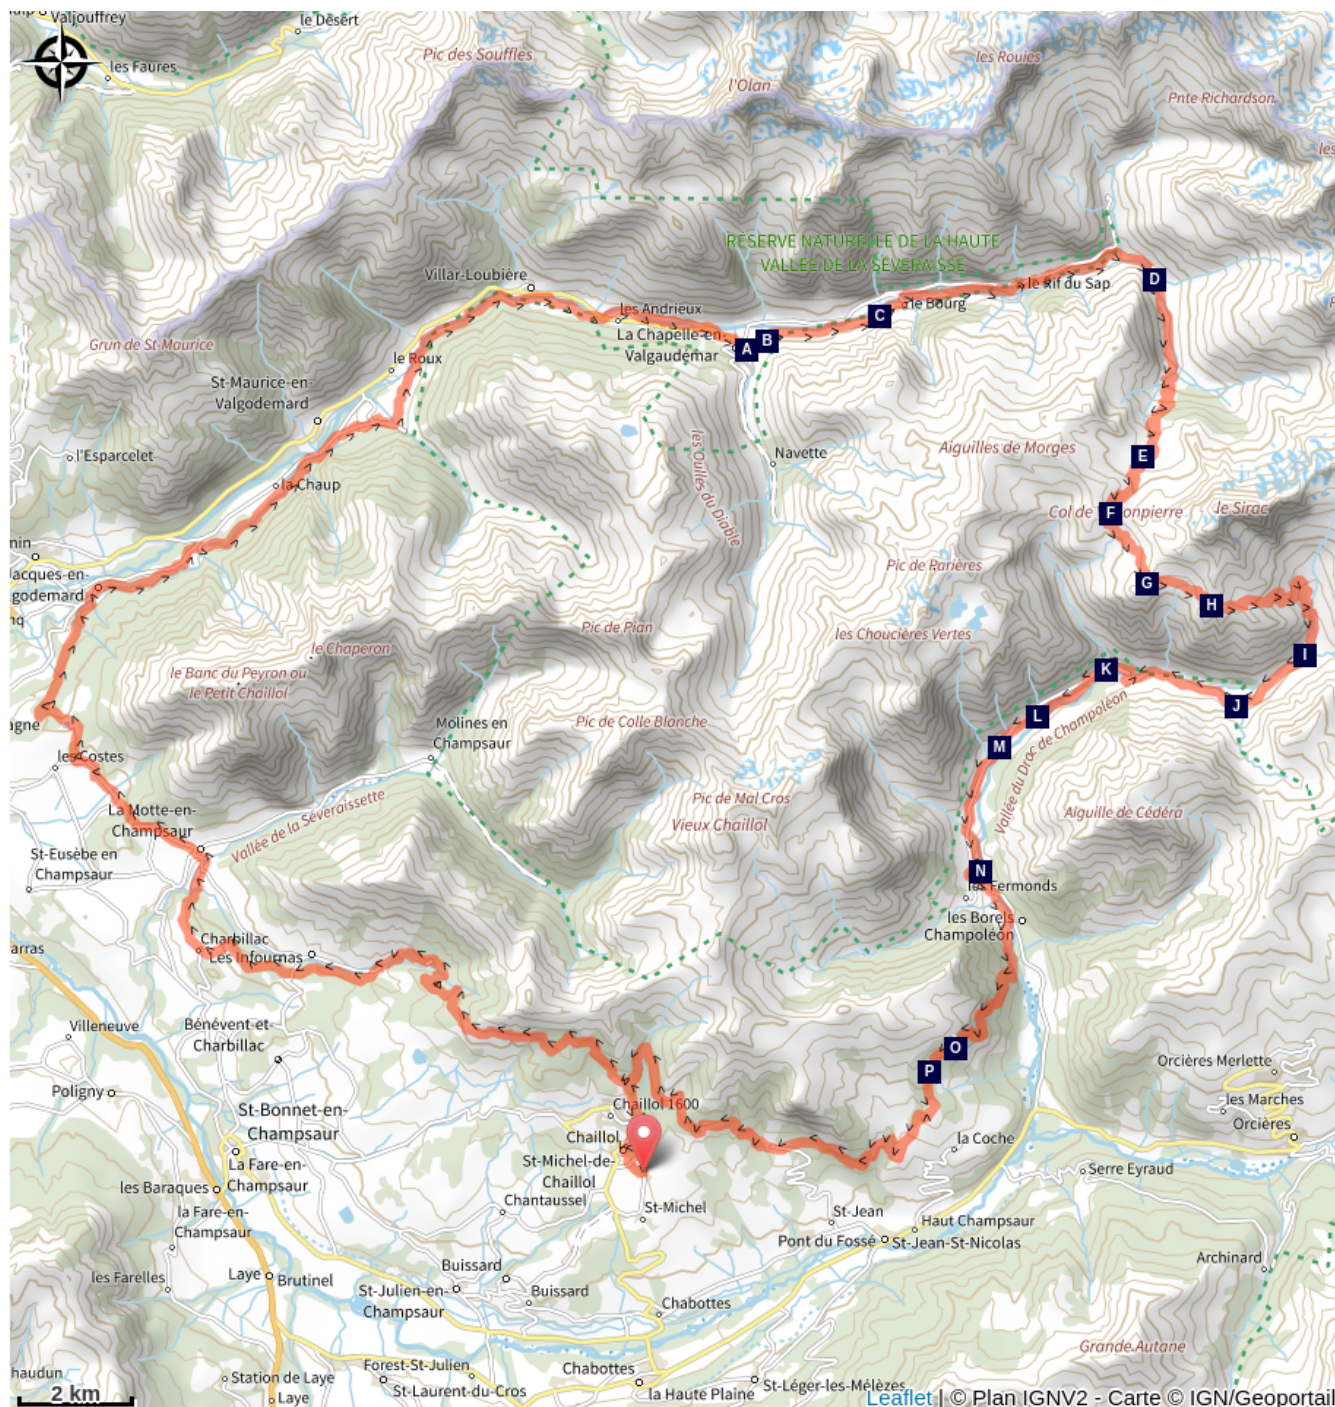 Valjouffrey
le Désert
les Faures
Pic des Souffles
l'Olan
les Rouies
Pnte Richardson
les
RÉSERVE NATURELLE DE LA HAUTE
VALLÉE DE LA SÉVERAISSE
Villar-Loubière
les Andrieux
le Rif du Sap
D
le Bourg
C
La Chapelle-en-
Valgaudémar
A
B
Grun de St-Maurice
le Roux
St-Maurice-en-
Valgodemard
l'Esparcelet
la Chaup
les Oulles du Diable
Navette
Aiguilles de Morges
E
F
le Sirac
nin
Jacques-en-
godemard
nq
Pic de Rarières
G
H
Pic de Pian
les Choucières Vertes
le Chaperon
le Banc du Peyron ou
le Petit Chaillol
I
K
J
L
M
Vallée du Drac de Champoléon
agne
les Costes
Molines en
Champsaur
Pic de Colle Blanche
La Motte-en-
Champsaur
Vallée de la Séveraissette
Pic de Mal Cros
Vieux Chaillol
Aiguille de Cédéra
St-Eusèbe en
Champsaur
N
les Fermonds
les Borels
Champoléon
arras
Charbillac
Les Infournas
Villeneuve
Bénévent-et-
Charbillac
O
P
Orcières Merlette
Poligny
les Marches
Orcières
St-Bonnet-en-
Champsaur
Chaillol 1600
Chaillol
St-Michel-de-
Chaillol
la Coche
Serre Eyraud
La Fare-en-
Champsaur
les Baraques
Chantaussel
St-Michel
la Fare-en-
Champsaur
St-Jean
Haut Champsaur
Pont du Fossé
St-Jean-St-Nicolas
Archinard
les Farelles
Laye
Brutinel
Buissard
Buissard
St-Julien-en-
Champsaur
Chabottes
Grande Autane
haudun
Station de Laye
Laye
Forest-St-Julien
St-Laurent-du-Cros
Chabottes
la Haute Plaine
St-Léger-les-Mélèzes
2 km
Leaflet | © Plan IGNV2 - Carte © IGN/Geoportail